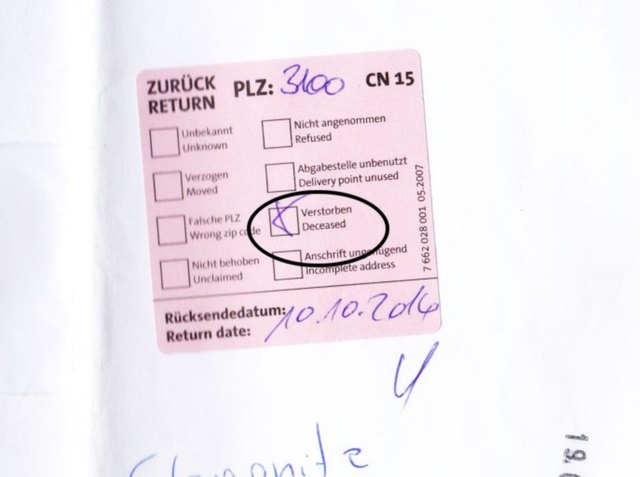 ZURÜCK PLZ: 3100 CN 15
RETURN
Unbekannt
Unknown
Nicht angenommen
Refused
Verzogen
Moved
Abgabestelle unbenutzt
Delivery point unused
Falsche PLZ
Wrong zip code
Verstorben
Deceased
Nicht behoben
Unclaimed
Anschrift ungenügend
Incomplete address
7 662 028 001 05.2007
Rücksendedatum: 10.10.2016
Return date:
19.